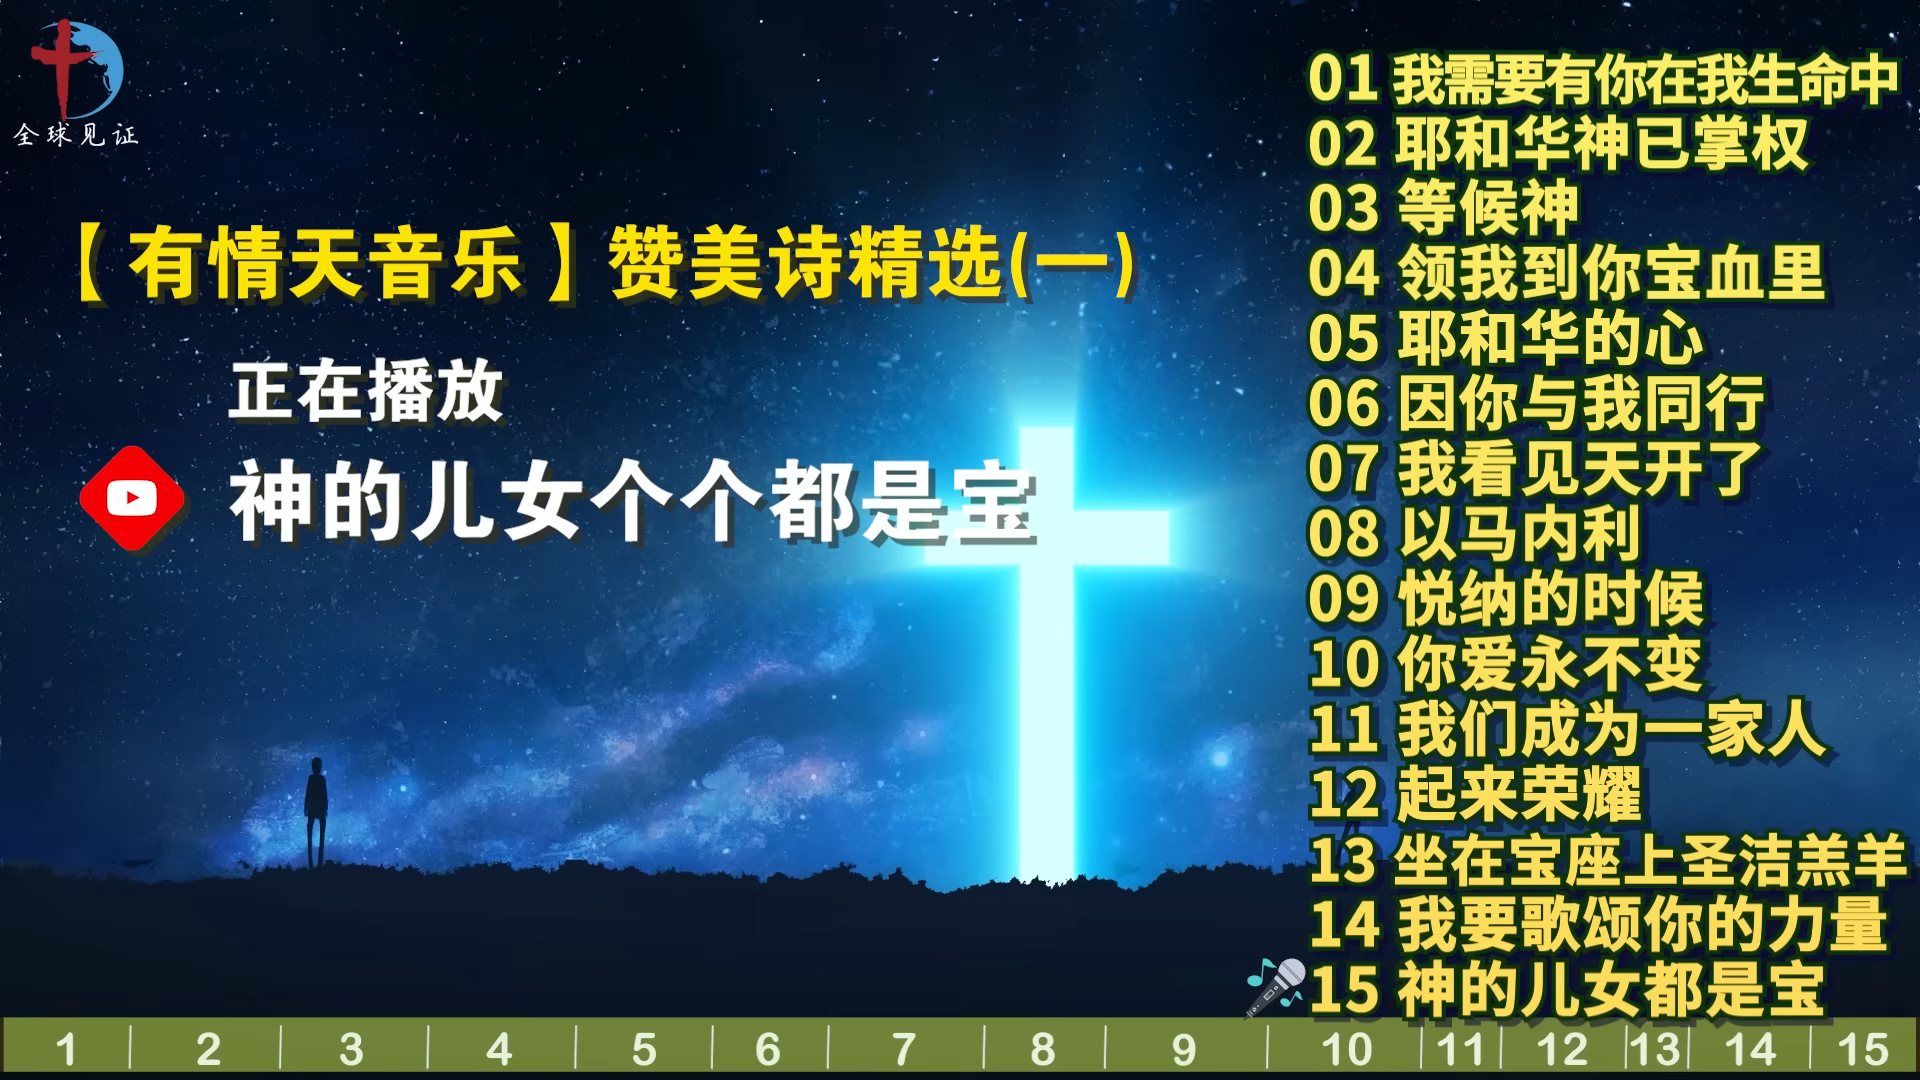 全球见证
【有情天音乐】赞美诗精选(一)
正在播放
神的儿女个个都是宝
01 我需要有你在我生命中
02 耶和华神已掌权
03 等候神
04 领我到你宝血里
05 耶和华的心
06 因你与我同行
07 我看见天开了
08 以马内利
09 悦纳的时候
10 你爱永不变
11 我们成为一家人
12 起来荣耀
13 坐在宝座上圣洁羔羊
14 我要歌颂你的力量
15 神的儿女都是宝
1 2 3 4 5 6 7 8 9 10 11 12 13 14 15